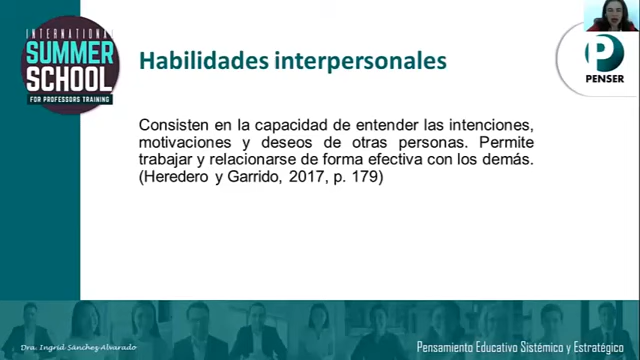 INTERNATIONAL
SUMMER
SCHOOL
FOR PROFESSORS TRAINING
Habilidades interpersonales
PENSER
Consisten en la capacidad de entender las intenciones,
motivaciones y deseos de otras personas. Permite
trabajar y relacionarse de forma efectiva con los demás.
(Heredero y Garrido, 2017, p. 179)
Dra. Ingrid Sánchez Alvarado
Pensamiento Educativo Sistémico y Estratégico